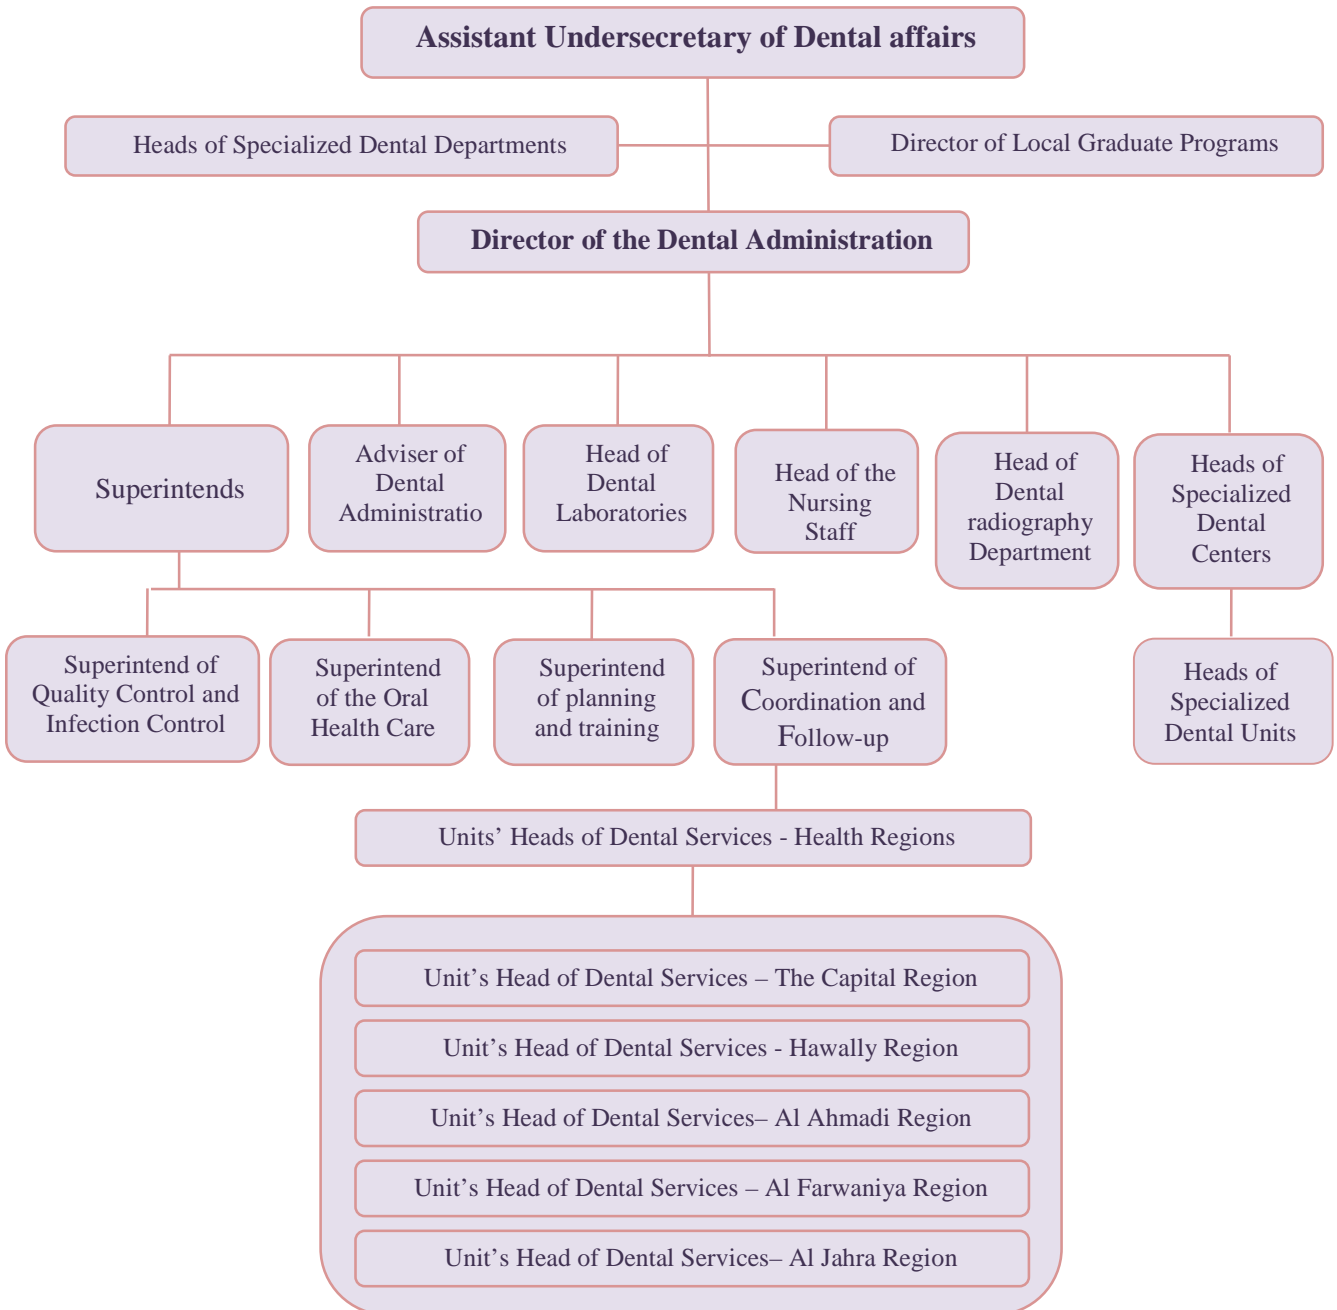 Assistant Undersecretary of Dental affairs
Heads of Specialized Dental Departments
Director of Local Graduate Programs
Director of the Dental Administration
Superintends
Adviser of
Dental
Administratio
Head of
Dental
Laboratories
Head of the
Nursing
Staff
Head of
Dental
radiography
Department
Heads of
Specialized
Dental
Centers
Superintend of
Quality Control and
Infection Control
Superintend
of the Oral
Health Care
Superintend
of planning
and training
Superintend of
Coordination and
Follow-up
Heads of
Specialized
Dental Units
Units’ Heads of Dental Services - Health Regions
Unit’s Head of Dental Services – The Capital Region
Unit’s Head of Dental Services - Hawally Region
Unit’s Head of Dental Services– Al Ahmadi Region
Unit’s Head of Dental Services – Al Farwaniya Region
Unit’s Head of Dental Services– Al Jahra Region